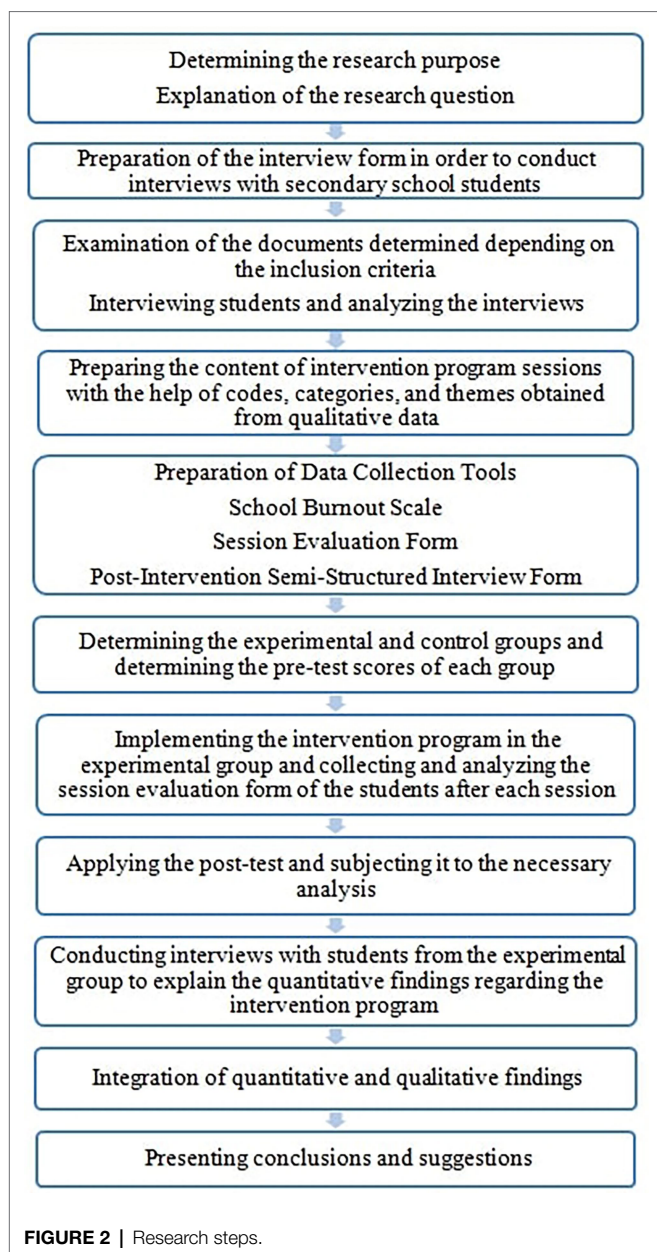 Determining the research purpose
Explanation of the research question
Preparation of the interview form in order to conduct
interviews with secondary school students
Examination of the documents determined depending on
the inclusion criteria
Interviewing students and analyzing the interviews
Preparing the content of intervention program sessions
with the help of codes, categories, and themes obtained
from qualitative data
Preparation of Data Collection Tools
School Burnout Scale
Session Evaluation Form
Post-Intervention Semi-Structured Interview Form
Determining the experimental and control groups and
determining the pre-test scores of each group
Implementing the intervention program in the
experimental group and collecting and analyzing the
session evaluation form of the students after each session
Applying the post-test and subjecting it to the necessary
analysis
Conducting interviews with students from the experimental
group to explain the quantitative findings regarding the
intervention program
Integration of quantitative and qualitative findings
Presenting conclusions and suggestions
FIGURE 2 | Research steps.